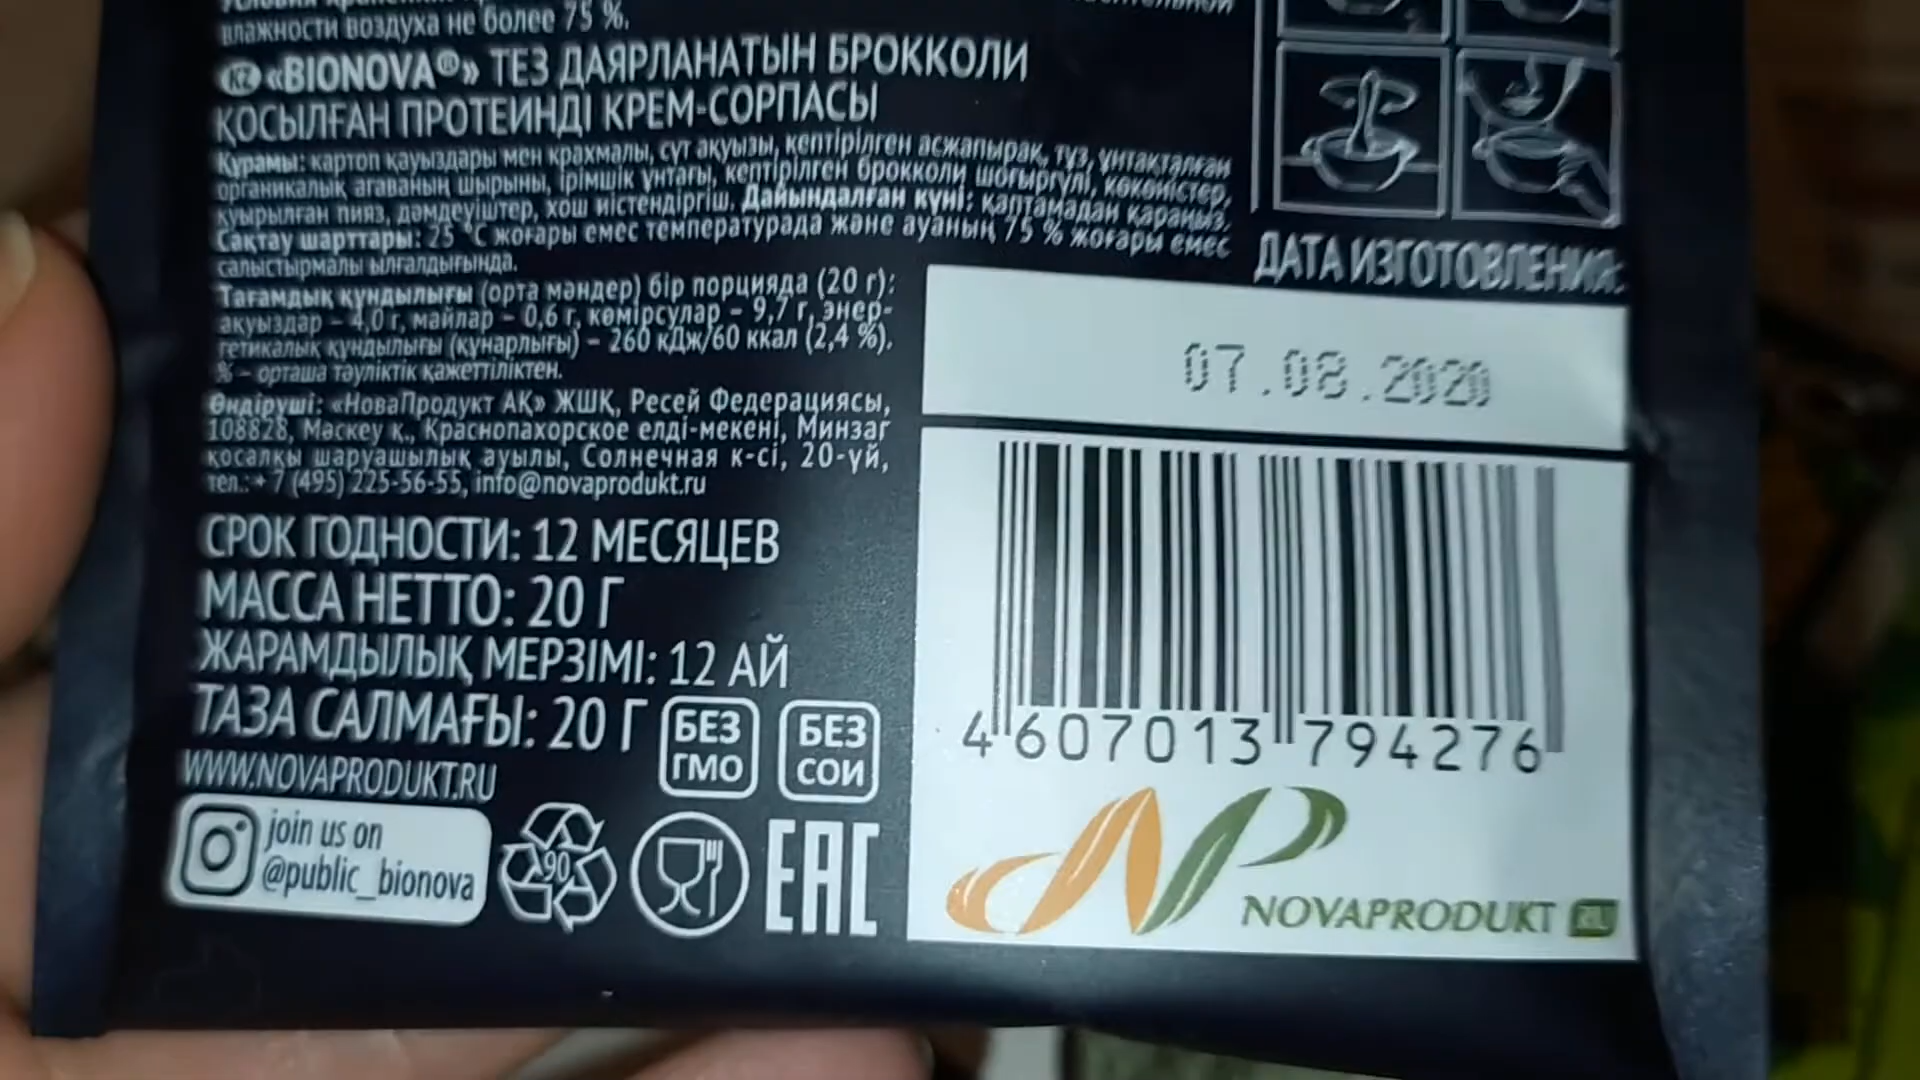 влажности воздуха не более 75 %.
KZ «BIONOVA®» ТЕЗ ДАЯРЛАНАТЫН БРОККОЛИ
ҚОСЫЛҒАН ПРОТЕИНДІ КРЕМ-СОРПАСЫ
Құрамы: картоп қауыздары мен крахмалы, сүт ақуызы, кептірілген асжапырақ, тұз, ұнтақталған
органикалық агаваның шырыны, ірімшік ұнтағы, кептірілген брокколи шоғыргүлі, көкөністер,
қуырылған пияз, дәмдеуіштер, хош иістендіргіш. Дайындалған күні: қаптамадан қараңыз.
Сақтау шарттары: 25 °C жоғары емес температурада және ауаның 75 % жоғары емес
салыстырмалы ылғалдығында.
Тағамдық құндылығы (орта мәндер) бір порцияда (20 г):
ақуыздар – 4,0 г, майлар – 0,6 г, көмірсулар – 9,7 г, энер-
гетикалық құндылығы (құнарлығы) – 260 кДж/60 ккал (2,4 %).
% – орташа тәуліктік қажеттіліктен.
Өндіруші: «НоваПродукт АҚ» ЖШҚ, Ресей Федерациясы,
108828, Мәскеу қ., Краснопахорское елді-мекені, Минзаг
қосалқы шаруашылық ауылы, Солнечная к-сі, 20-үй,
тел.: + 7 (495) 225-56-55, info@novaprodukt.ru
СРОК ГОДНОСТИ: 12 МЕСЯЦЕВ
МАССА НЕТТО: 20 Г
ЖАРАМДЫЛЫҚ МЕРЗІМІ: 12 АЙ
ТАЗА САЛМАҒЫ: 20 Г
БЕЗ ГМО
БЕЗ СОИ
WWW.NOVAPRODUKT.RU
join us on
@public_bionova
90
EAC
ДАТА ИЗГОТОВЛЕНИЯ:
07.08.2020
4 607013 794276
NP
NOVAPRODUKT RU